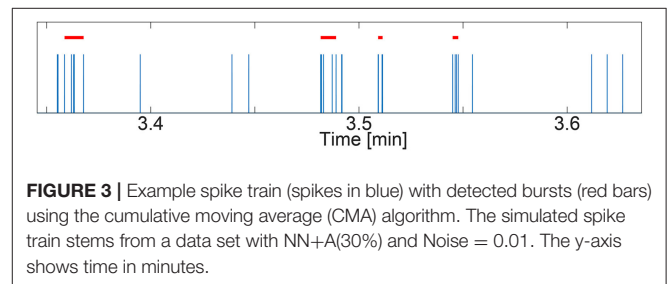 3.4
3.5
3.6
Time [min]
FIGURE 3 | Example spike train (spikes in blue) with detected bursts (red bars)
using the cumulative moving average (CMA) algorithm. The simulated spike
train stems from a data set with NN+A(30%) and Noise = 0.01. The y-axis
shows time in minutes.